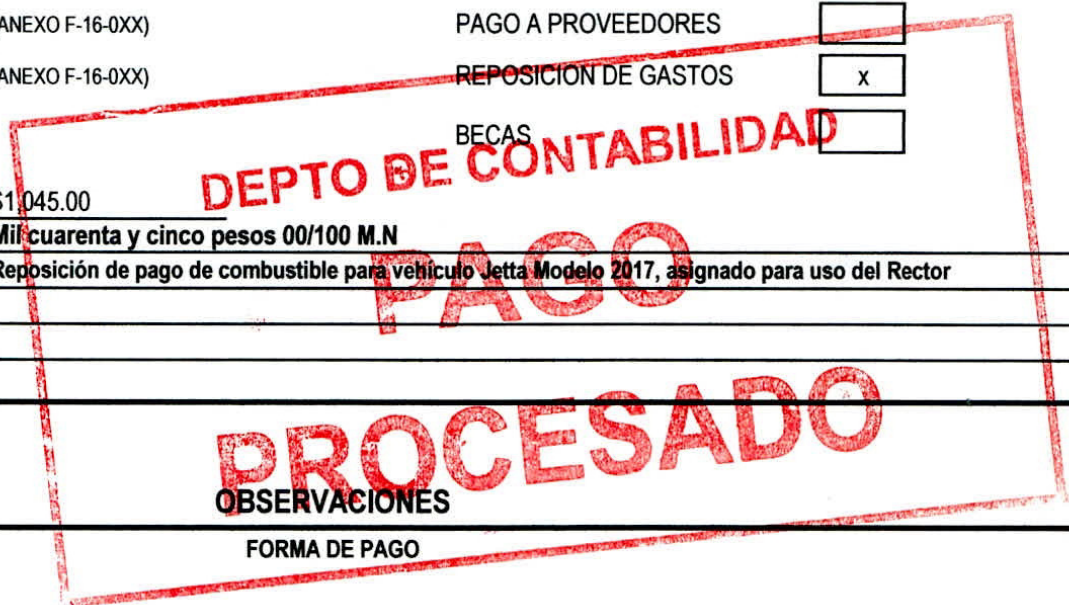 ANEXO F-16-0XX) PAGO A PROVEEDORES
ANEXO F-16-0XX) REPOSICION DE GASTOS x
BECAS
DEPTO DE CONTABILIDAD
$1,045.00
Mil cuarenta y cinco pesos 00/100 M.N
Reposición de pago de combustible para vehículo Jetta Modelo 2017, asignado para uso del Rector
PAGO
PROCESADO
OBSERVACIONES
FORMA DE PAGO